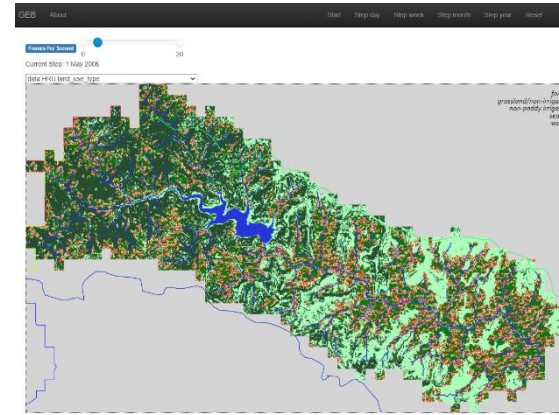 GEB About Start Step day Step week Step month Step year Reset
Frames Per Second 0 20
Current Step: 1 May 2006
data.HRU.land_use_type
grassland/non-irriga
non-paddy irriga